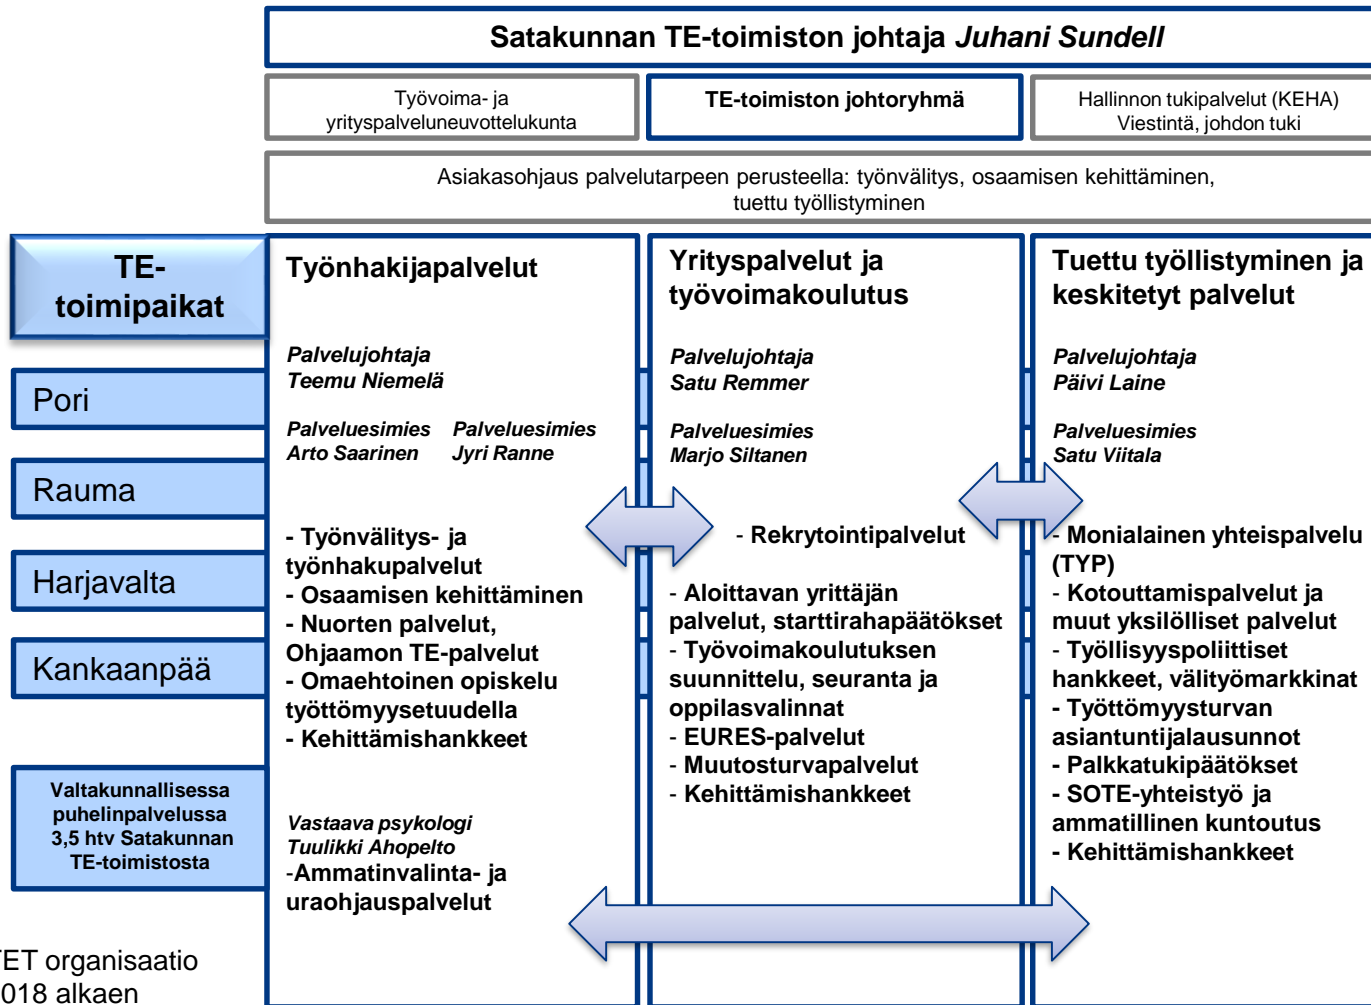 Satakunnan TE-toimiston johtaja Juhani Sundell
Työvoima- ja
yrityspalveluneuvottelukunta
TE-toimiston johtoryhmä
Hallinnon tukipalvelut (KEHA)
Viestintä, johdon tuki
Asiakasohjaus palvelutarpeen perusteella: työnvälitys, osaamisen kehittäminen,
tuettu työllistyminen
TE-
toimipaikat
Pori
Rauma
Harjavalta
Kankaanpää
Valtakunnallisessa
puhelinpalvelussa
3,5 htv Satakunnan
TE-toimistosta
Työnhakijapalvelut
Palvelujohtaja
Teemu Niemelä
Palveluesimies
Arto Saarinen
Palveluesimies
Jyri Ranne
- Työnvälitys- ja
työnhakupalvelut
- Osaamisen kehittäminen
- Nuorten palvelut,
Ohjaamon TE-palvelut
- Omaehtoinen opiskelu
työttömyysetuudella
- Kehittämishankkeet
Vastaava psykologi
Tuulikki Ahopelto
-Ammatinvalinta- ja
uraohjauspalvelut
Yrityspalvelut ja
työvoimakoulutus
Palvelujohtaja
Satu Remmer
Palveluesimies
Marjo Siltanen
- Rekrytointipalvelut
- Aloittavan yrittäjän
palvelut, starttirahapäätökset
- Työvoimakoulutuksen
suunnittelu, seuranta ja
oppilasvalinnat
- EURES-palvelut
- Muutosturvapalvelut
- Kehittämishankkeet
Tuettu työllistyminen ja
keskitetyt palvelut
Palvelujohtaja
Päivi Laine
Palveluesimies
Satu Viitala
- Monialainen yhteispalvelu
(TYP)
- Kotouttamispalvelut ja
muut yksilölliset palvelut
- Työllisyyspoliittiset
hankkeet, välityömarkkinat
- Työttömyysturvan
asiantuntijalausunnot
- Palkkatukipäätökset
- SOTE-yhteistyö ja
ammatillinen kuntoutus
- Kehittämishankkeet
organisaatio
alkaen